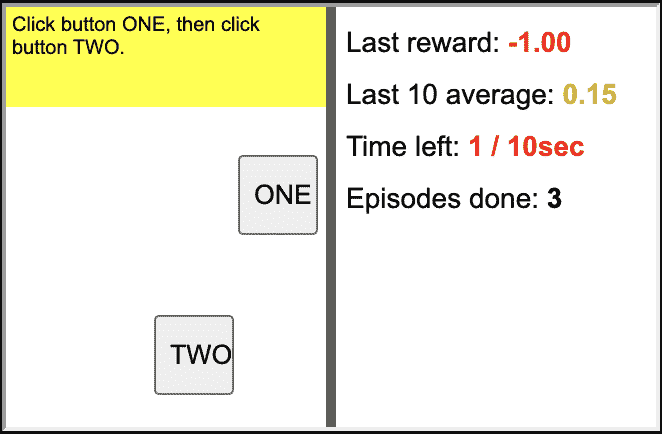 Click button ONE, then click
button TWO.
ONE
TWO
Last reward: -1.00
Last 10 average: 0.15
Time left: 1 / 10sec
Episodes done: 3